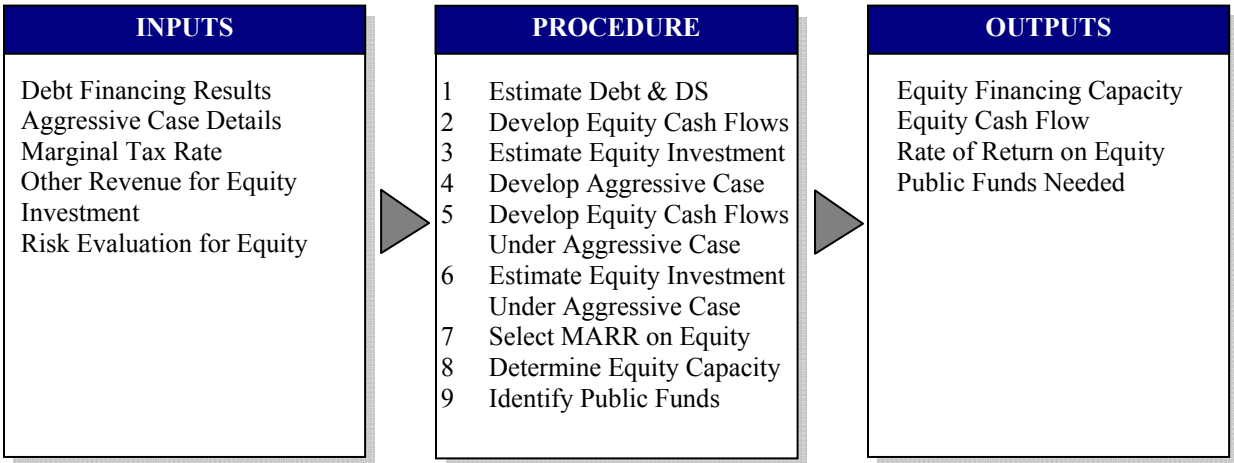 INPUTS
Debt Financing Results
Aggressive Case Details
Marginal Tax Rate
Other Revenue for Equity
Investment
Risk Evaluation for Equity
PROCEDURE
1 Estimate Debt & DS
2 Develop Equity Cash Flows
3 Estimate Equity Investment
4 Develop Aggressive Case
5 Develop Equity Cash Flows
Under Aggressive Case
6 Estimate Equity Investment
Under Aggressive Case
7 Select MARR on Equity
8 Determine Equity Capacity
9 Identify Public Funds
OUTPUTS
Equity Financing Capacity
Equity Cash Flow
Rate of Return on Equity
Public Funds Needed